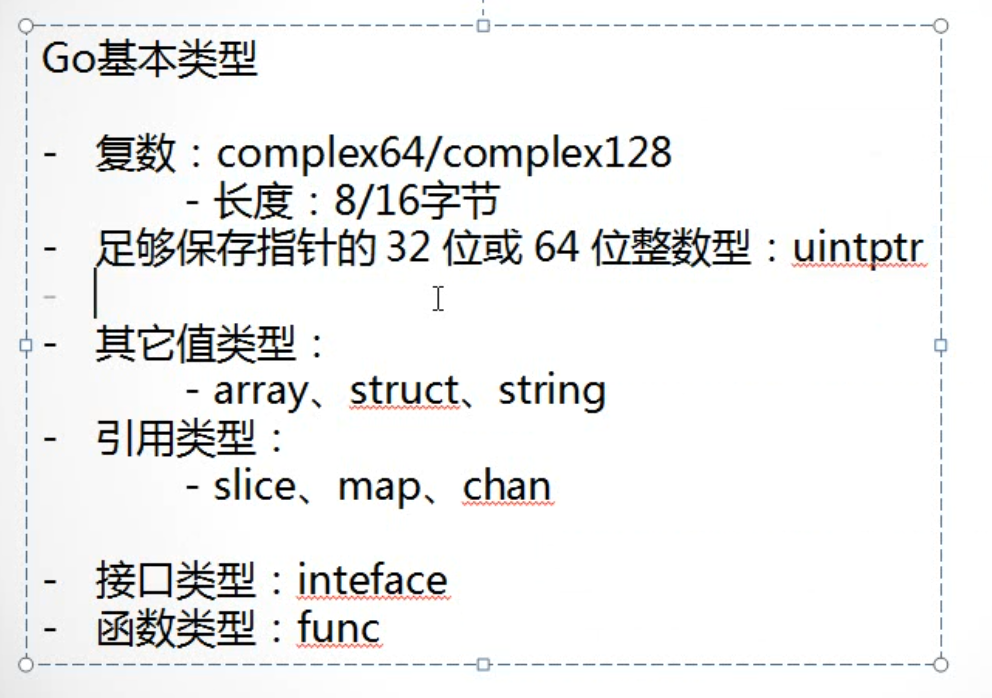 Go基本类型
- 复数：complex64/complex128
- 长度：8/16字节
- 足够保存指针的 32 位或 64 位整数型：uintptr
-
- 其它值类型：
- array、struct、string
- 引用类型：
- slice、map、chan
- 接口类型：inteface
- 函数类型：func